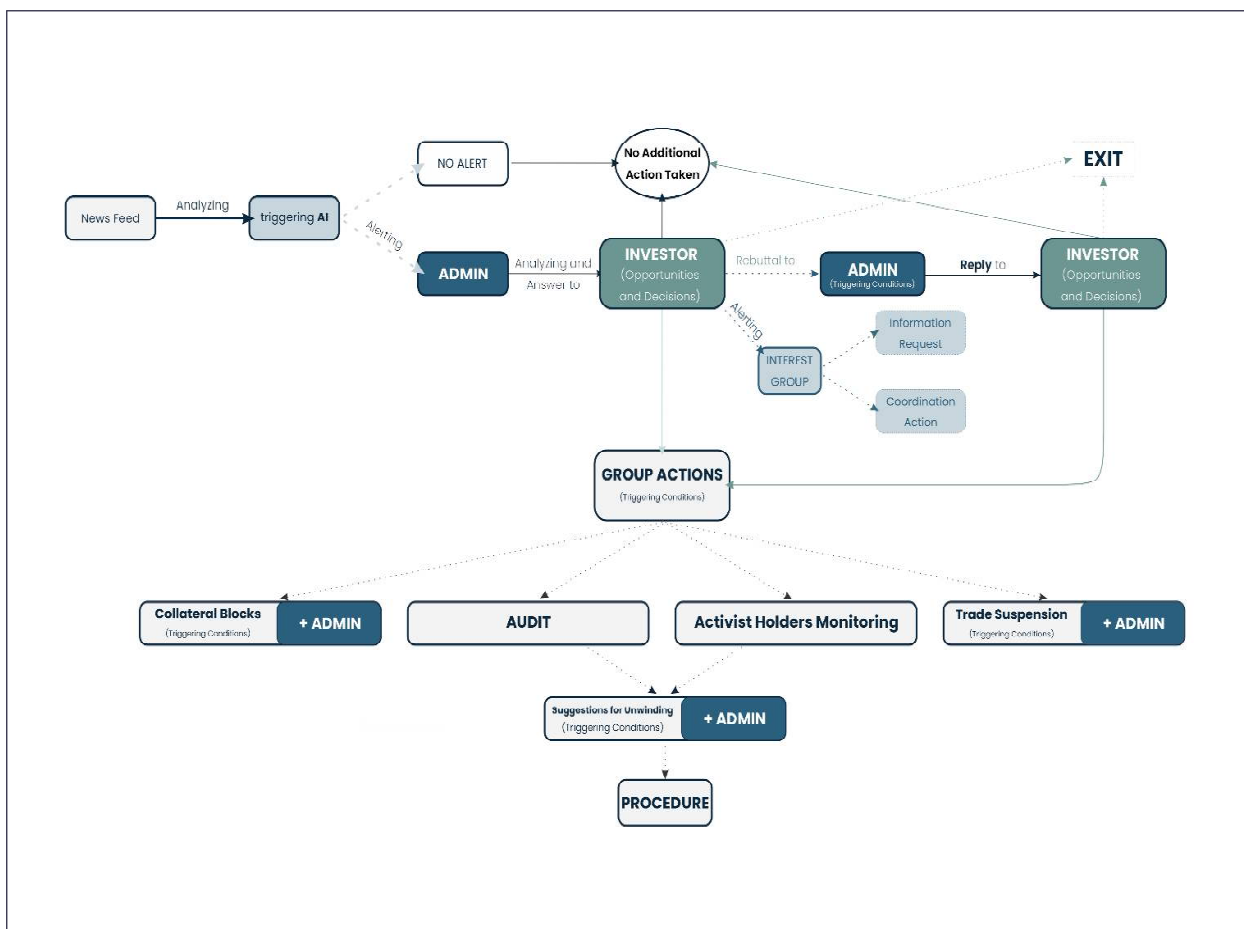 NO ALERT
No Additional
Action Taken
EXIT
News Feed
Analyzing
triggering AI
Alerting
ADMIN
Analyzing and
Answer to
INVESTOR
(Opportunities
and Decisions)
Rabuttal to
ADMIN
(Triggering Conditions)
Reply to
INVESTOR
(Opportunities
and Decisions)
Alerting
INTEREST
GROUP
Information
Request
Coordination
Action
GROUP ACTIONS
(Triggering Conditions)
Collateral Blocks
(Triggering Conditions)
+ ADMIN
AUDIT
Activist Holders Monitoring
Trade Suspension
(Triggering Conditions)
+ ADMIN
Suggestions for Unwinding
(Triggering Conditions)
+ ADMIN
PROCEDURE